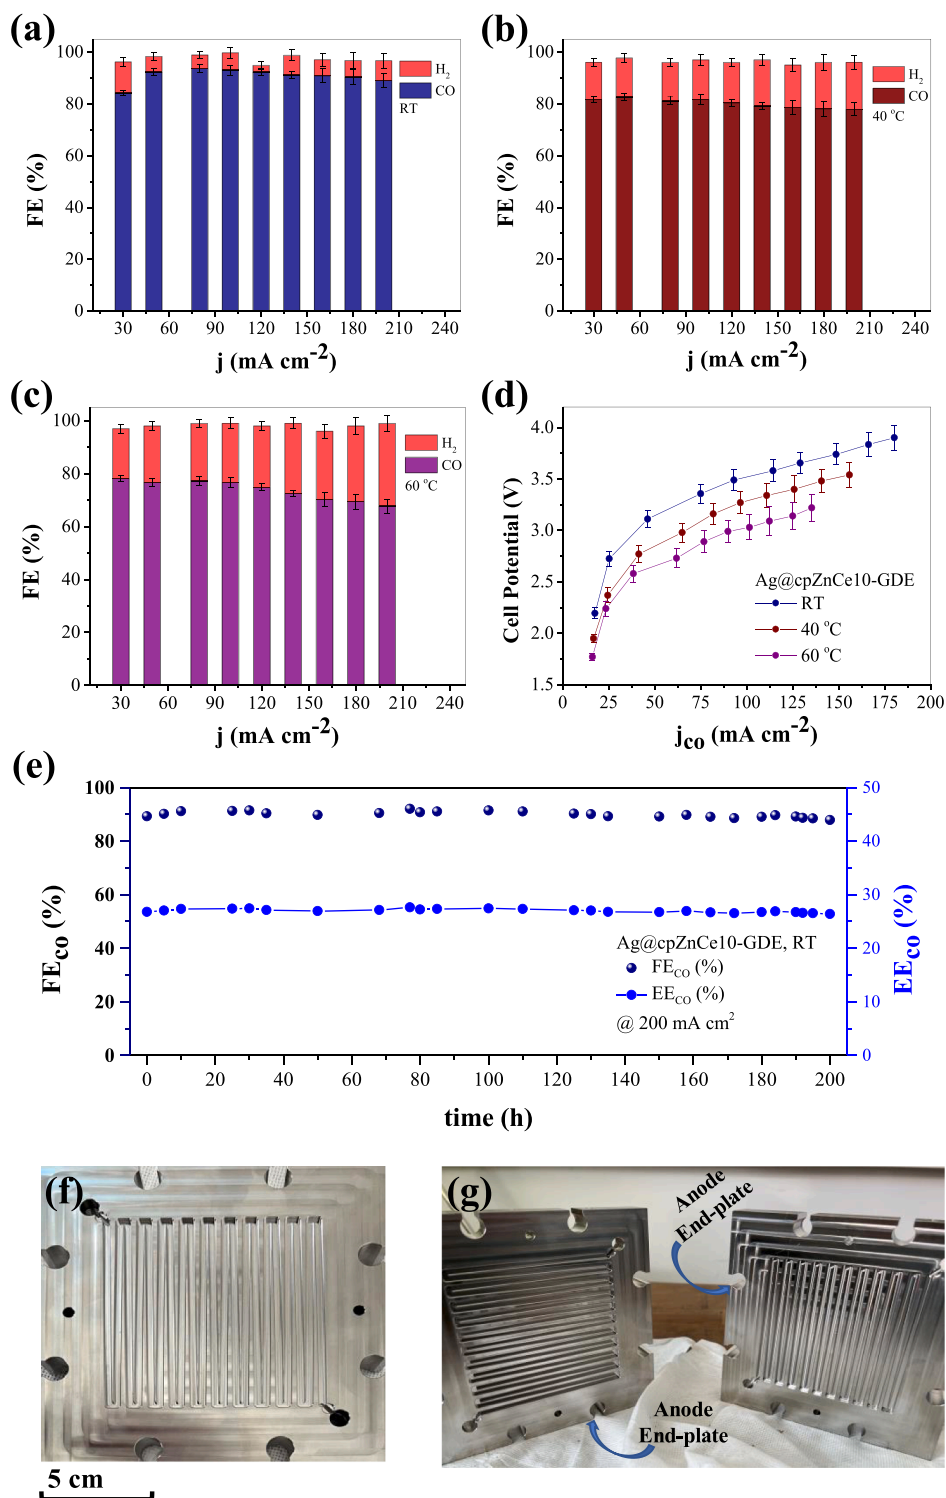 (a)
100
80
60
40
20
0
FE (%)
H2
CO
RT
30 60 90 120 150 180 210 240
j (mA cm-2)
(b)
100
80
60
40
20
0
FE (%)
H2
CO
40 oC
30 60 90 120 150 180 210 240
j (mA cm-2)
(c)
100
80
60
40
20
0
FE (%)
H2
CO
60 oC
30 60 90 120 150 180 210 240
j (mA cm-2)
(d)
4.0
3.5
3.0
2.5
2.0
1.5
Cell Potential (V)
Ag@cpZnCe10-GDE
RT
40 oC
60 oC
0 25 50 75 100 125 150 175 200
jco (mA cm-2)
(e)
100
80
60
40
20
0
FEco (%)
50
40
30
20
10
0
EEco (%)
Ag@cpZnCe10-GDE, RT
FECO (%)
EECO (%)
@ 200 mA cm2
0 20 40 60 80 100 120 140 160 180 200
time (h)
(f)
5 cm
(g)
Anode
End-plate
Anode
End-plate